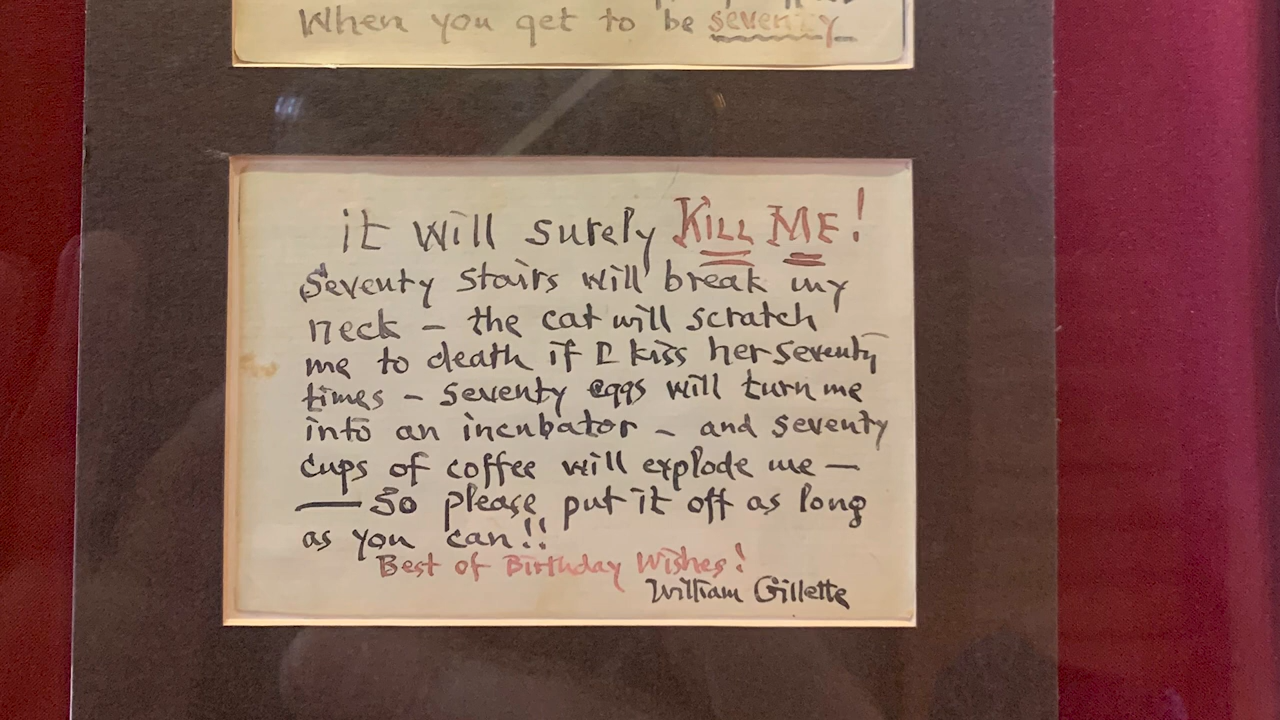 When you get to be seventy
it will surely KILL ME!
Seventy stairs will break my
neck – the cat will scratch
me to death if I kiss her seventy
times – seventy eggs will turn me
into an incubator – and seventy
cups of coffee will explode me —
— So please put it off as long
as you can!!
Best of Birthday Wishes!
William Gillette